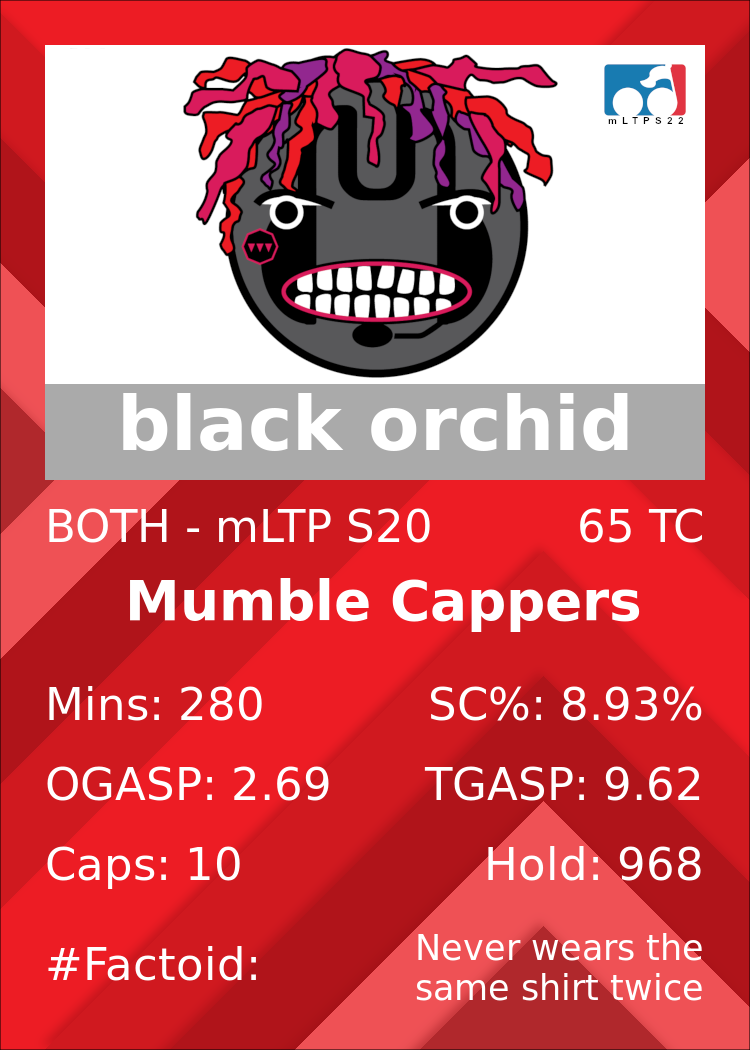 mLTPS22
black orchid
BOTH - mLTP S20 65 TC
Mumble Cappers
Mins: 280 SC%: 8.93%
OGASP: 2.69 TGASP: 9.62
Caps: 10 Hold: 968
#Factoid: Never wears the
same shirt twice